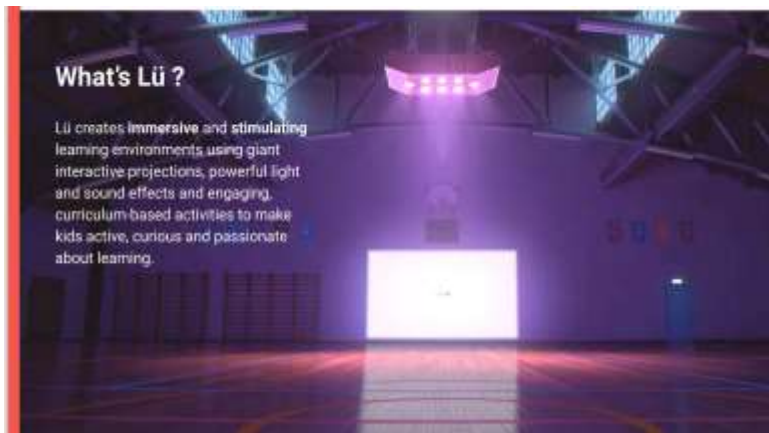 What's Lü ?
Lü creates immersive and stimulating
learning environments using giant
interactive projections, powerful light
and sound effects and engaging,
curriculum-based activities to make
kids active, curious and passionate
about learning.